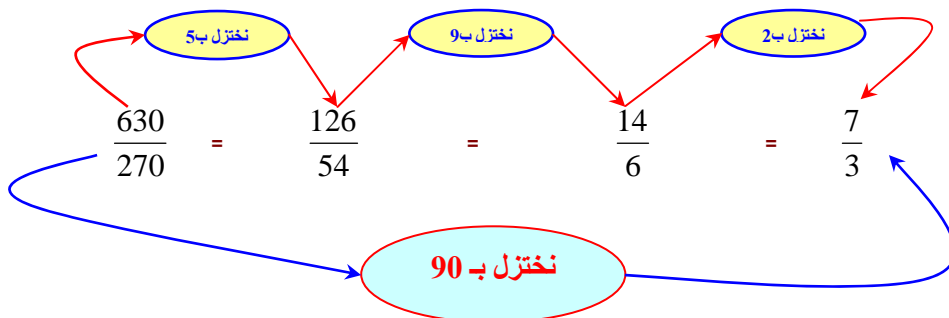 نختزل ب5 نختزل ب9 نختزل ب2
630/270 = 126/54 = 14/6 = 7/3
نختزل بـ 90